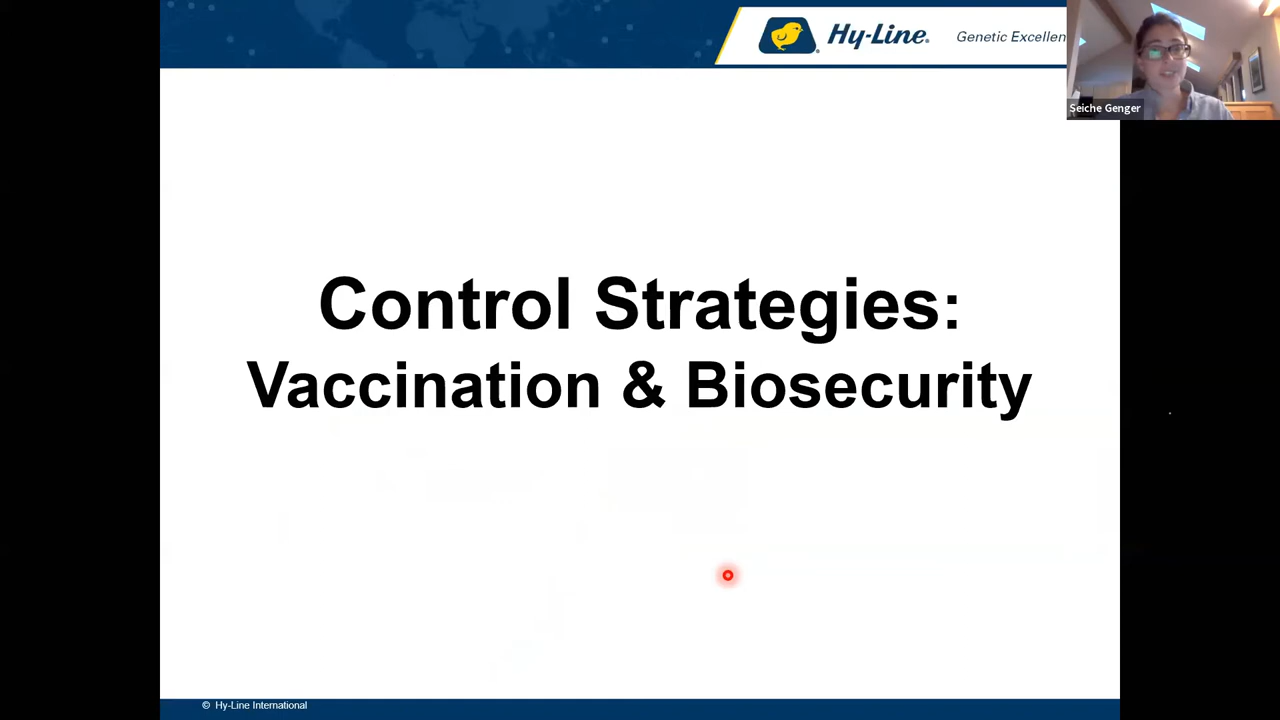 Hy-Line®
Genetic Excellen
Seiche Genger
Control Strategies:
Vaccination & Biosecurity
© Hy-Line International